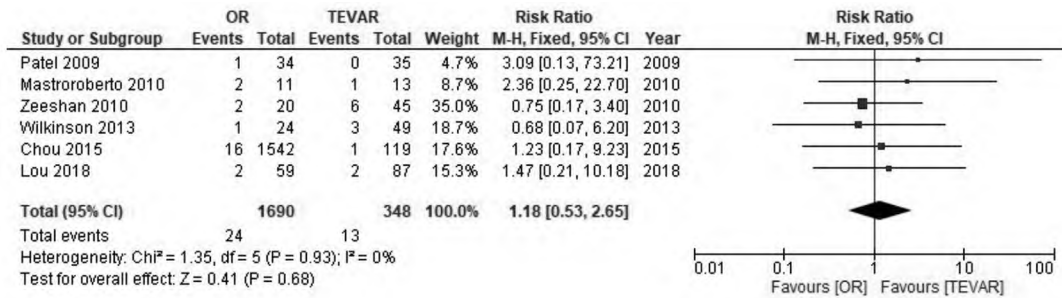 OR TEVAR Risk Ratio Risk Ratio
Study or Subgroup Events Total Events Total Weight M-H, Fixed, 95% CI Year M-H, Fixed, 95% CI
Patel 2009 1 34 0 35 4.7% 3.09 [0.13, 73.21] 2009
Mastroroberto 2010 2 11 1 13 8.7% 2.36 [0.25, 22.70] 2010
Zeeshan 2010 2 20 6 45 35.0% 0.75 [0.17, 3.40] 2010
Wilkinson 2013 1 24 3 49 18.7% 0.68 [0.07, 6.20] 2013
Chou 2015 16 1542 1 119 17.6% 1.23 [0.17, 9.23] 2015
Lou 2018 2 59 2 87 15.3% 1.47 [0.21, 10.18] 2018
Total (95% CI) 1690 348 100.0% 1.18 [0.53, 2.65]
Total events 24 13
Heterogeneity: Chi² = 1.35, df = 5 (P = 0.93); I² = 0%
Test for overall effect: Z = 0.41 (P = 0.68)
0.01 0.1 1 10 100
Favours [OR] Favours [TEVAR]